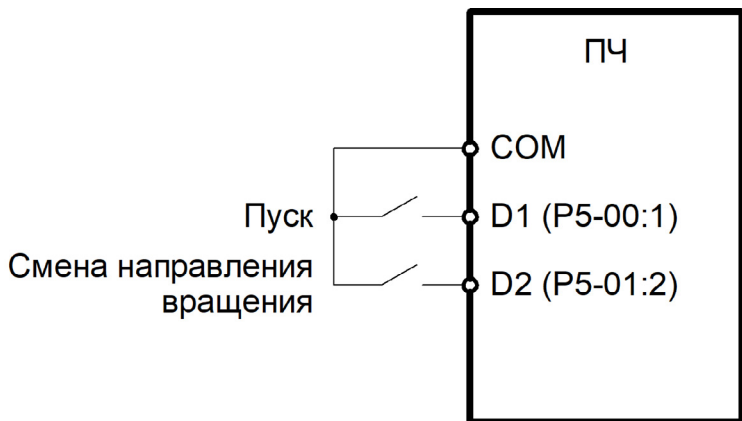 ПЧ
COM
Пуск
D1 (P5-00:1)
Смена направления
вращения
D2 (P5-01:2)